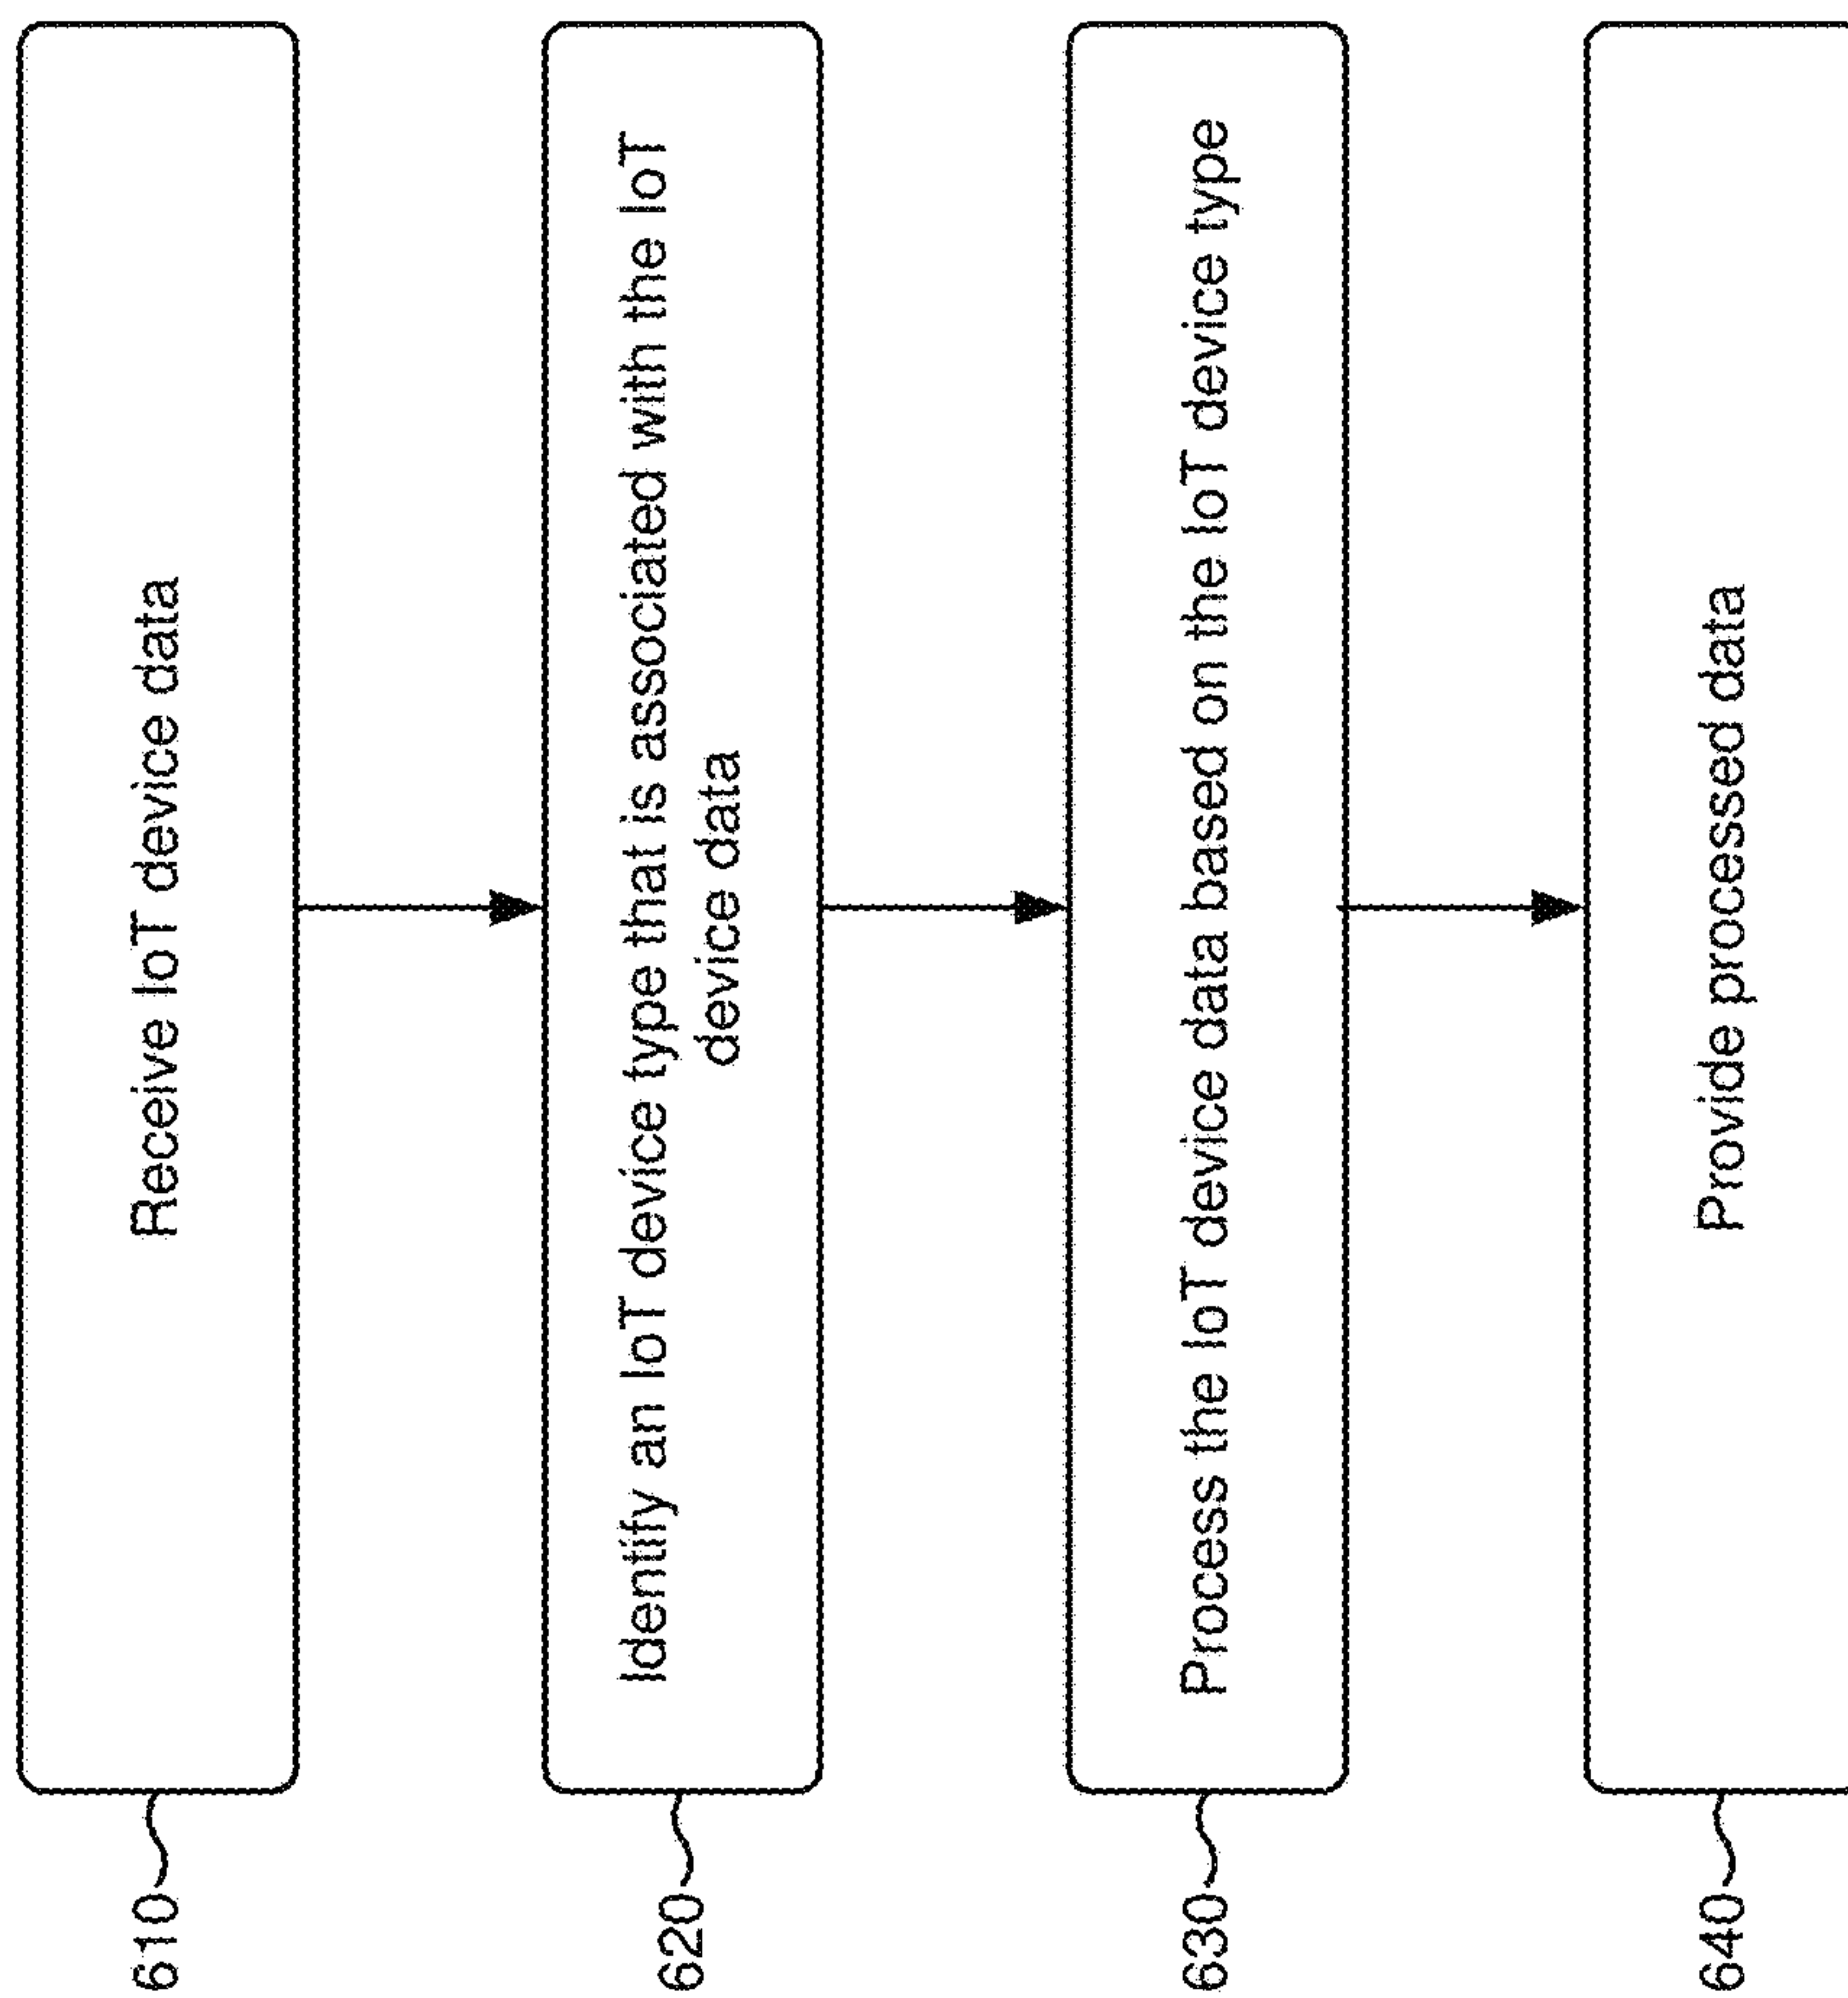 610
Receive IoT device data
620
Identify an IoT device type that is associated with the IoT
device data
630
Process the IoT device data based on the IoT device type
640
Provide processed data